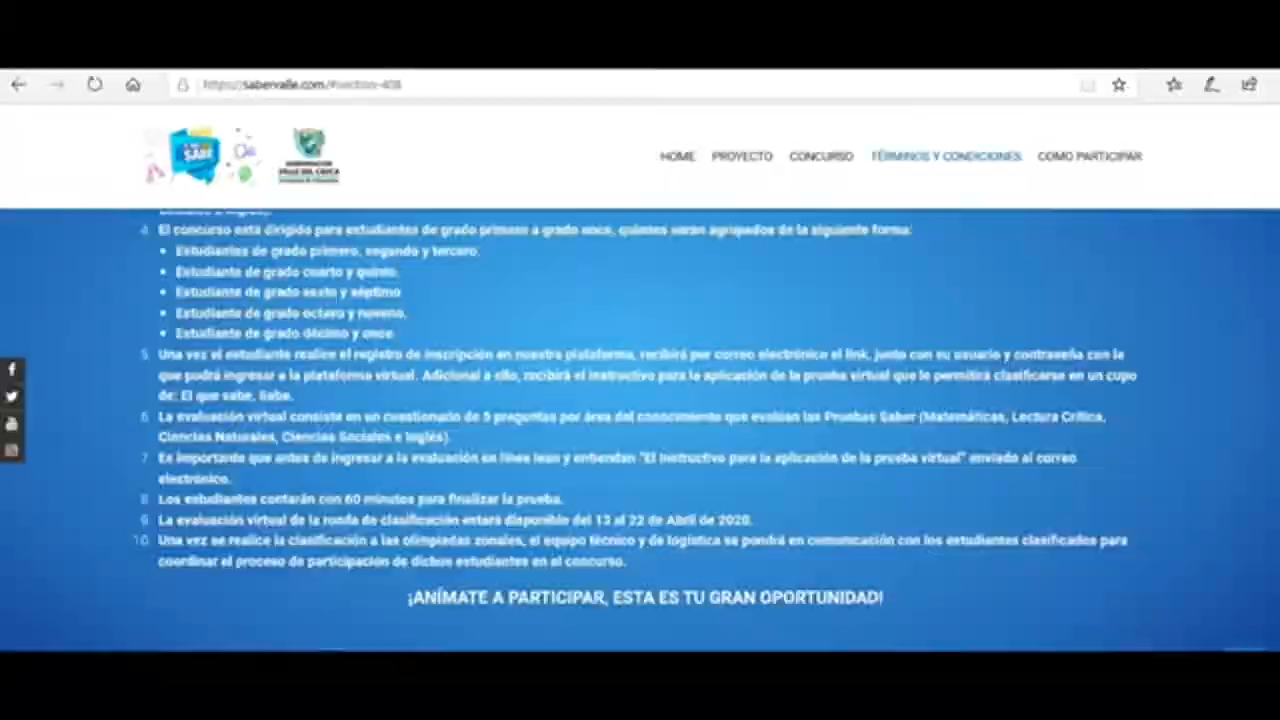 https://sabervalle.com/#section-408
SABE
VALLE DEL CAUCA
HOME PROYECTO CONCURSO TÉRMINOS Y CONDICIONES COMO PARTICIPAR
4. El concurso está dirigido para estudiantes de grado primero a grado once, quienes serán agrupados de la siguiente forma:
• Estudiantes de grado primero, segundo y tercero.
• Estudiante de grado cuarto y quinto.
• Estudiante de grado sexto y séptimo
• Estudiante de grado octavo y noveno.
• Estudiante de grado décimo y once.
5. Una vez el estudiante realice el registro de inscripción en nuestra plataforma, recibirá por correo electrónico el link, junto con su usuario y contraseña con la
que podrá ingresar a la plataforma virtual. Adicional a ello, recibirá el instructivo para la aplicación de la prueba virtual que le permitirá clasificarse en un cupo
de: El que sabe, Sabe.
6. La evaluación virtual consiste en un cuestionario de 5 preguntas por área del conocimiento que evalúan las Pruebas Saber (Matemáticas, Lectura Crítica,
Ciencias Naturales, Ciencias Sociales e Inglés).
7. Es importante que antes de ingresar a la evaluación en línea lean y entiendan "El instructivo para la aplicación de la prueba virtual" enviado al correo
electrónico.
8. Los estudiantes contarán con 60 minutos para finalizar la prueba.
9. La evaluación virtual de la ronda de clasificación estará disponible del 13 al 22 de Abril de 2020.
10. Una vez se realice la clasificación a las olimpiadas zonales, el equipo técnico y de logística se pondrá en comunicación con los estudiantes clasificados para
coordinar el proceso de participación de dichos estudiantes en el concurso.
¡ANÍMATE A PARTICIPAR, ESTA ES TU GRAN OPORTUNIDAD!